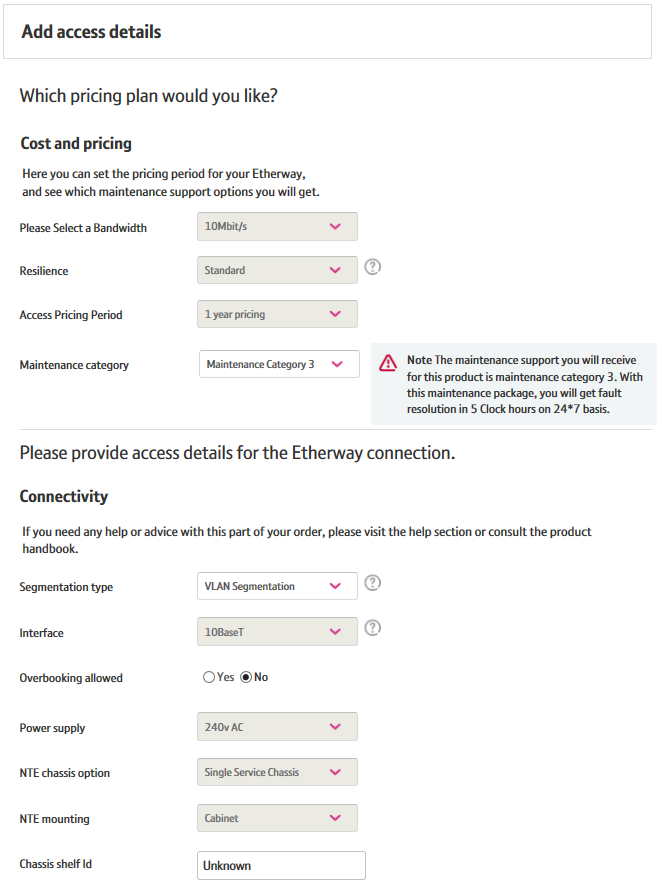 Add access details
Which pricing plan would you like?
Cost and pricing
Here you can set the pricing period for your Etherway,
and see which maintenance support options you will get.
Please Select a Bandwidth
10Mbit/s
Resilience
Standard
?
Access Pricing Period
1 year pricing
Maintenance category
Maintenance Category 3
Note The maintenance support you will receive
for this product is maintenance category 3. With
this maintenance package, you will get fault
resolution in 5 Clock hours on 24*7 basis.
Please provide access details for the Etherway connection.
Connectivity
If you need any help or advice with this part of your order, please visit the help section or consult the product
handbook.
Segmentation type
VLAN Segmentation
?
Interface
10BaseT
?
Overbooking allowed
Yes
No
Power supply
240v AC
NTE chassis option
Single Service Chassis
NTE mounting
Cabinet
Chassis shelf Id
Unknown